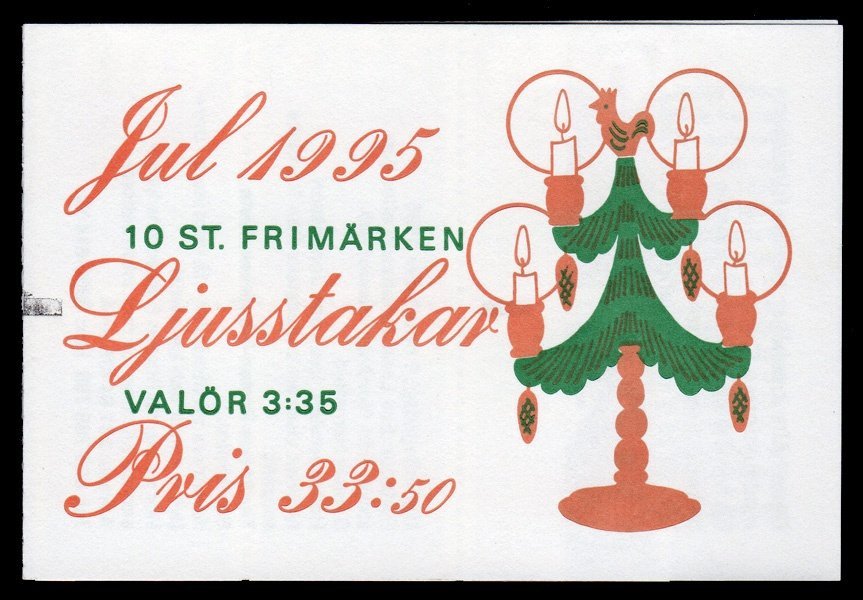 Jul 1995
10 ST. FRIMÄRKEN
Ljusstakar
VALÖR 3:35
Pris 33:50